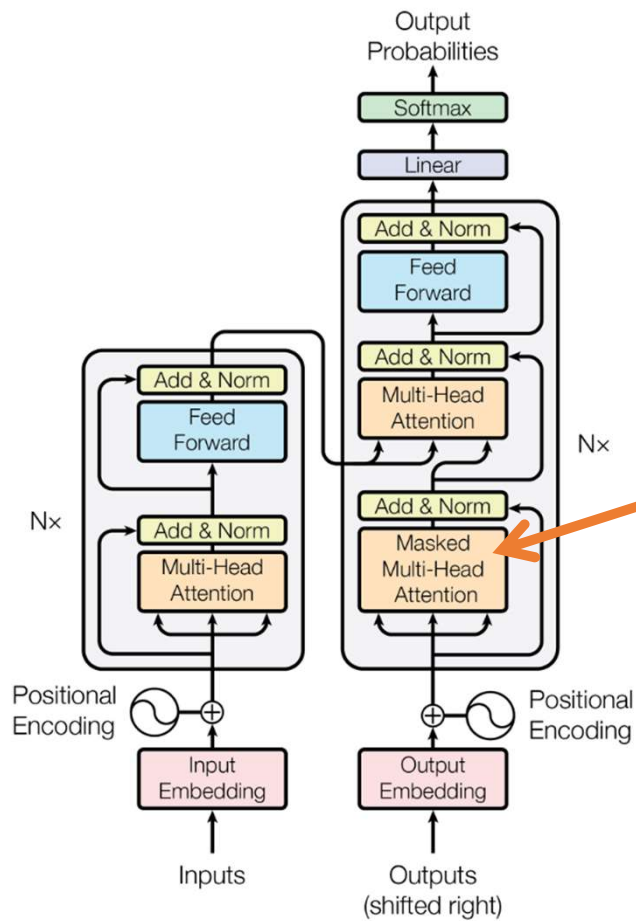 Output
Probabilities
Softmax
Linear
Add & Norm
Feed
Forward
Add & Norm
Multi-Head
Attention
Add & Norm
Masked
Multi-Head
Attention
Nx
Add & Norm
Feed
Forward
Add & Norm
Multi-Head
Attention
N×
Positional
Encoding
Positional
Encoding
Input
Embedding
Output
Embedding
Inputs
Outputs
(shifted right)